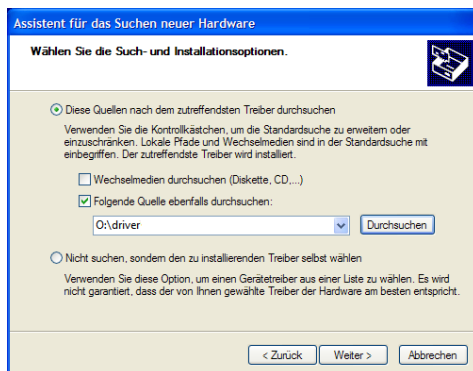 Assistent für das Suchen neuer Hardware
Wählen Sie die Such- und Installationsoptionen.
Diese Quellen nach dem zutreffendsten Treiber durchsuchen
Verwenden Sie die Kontrollkästchen, um die Standardsuche zu erweitern oder
einzuschränken. Lokale Pfade und Wechselmedien sind in der Standardsuche mit
einbegriffen. Der zutreffendste Treiber wird installiert.
Wechselmedien durchsuchen (Diskette, CD,...)
Folgende Quelle ebenfalls durchsuchen:
O:\driver
Durchsuchen
Nicht suchen, sondern den zu installierenden Treiber selbst wählen
Verwenden Sie diese Option, um einen Gerätetreiber aus einer Liste zu wählen. Es wird
nicht garantiert, dass der von Ihnen gewählte Treiber der Hardware am besten entspricht.
< Zurück Weiter > Abbrechen